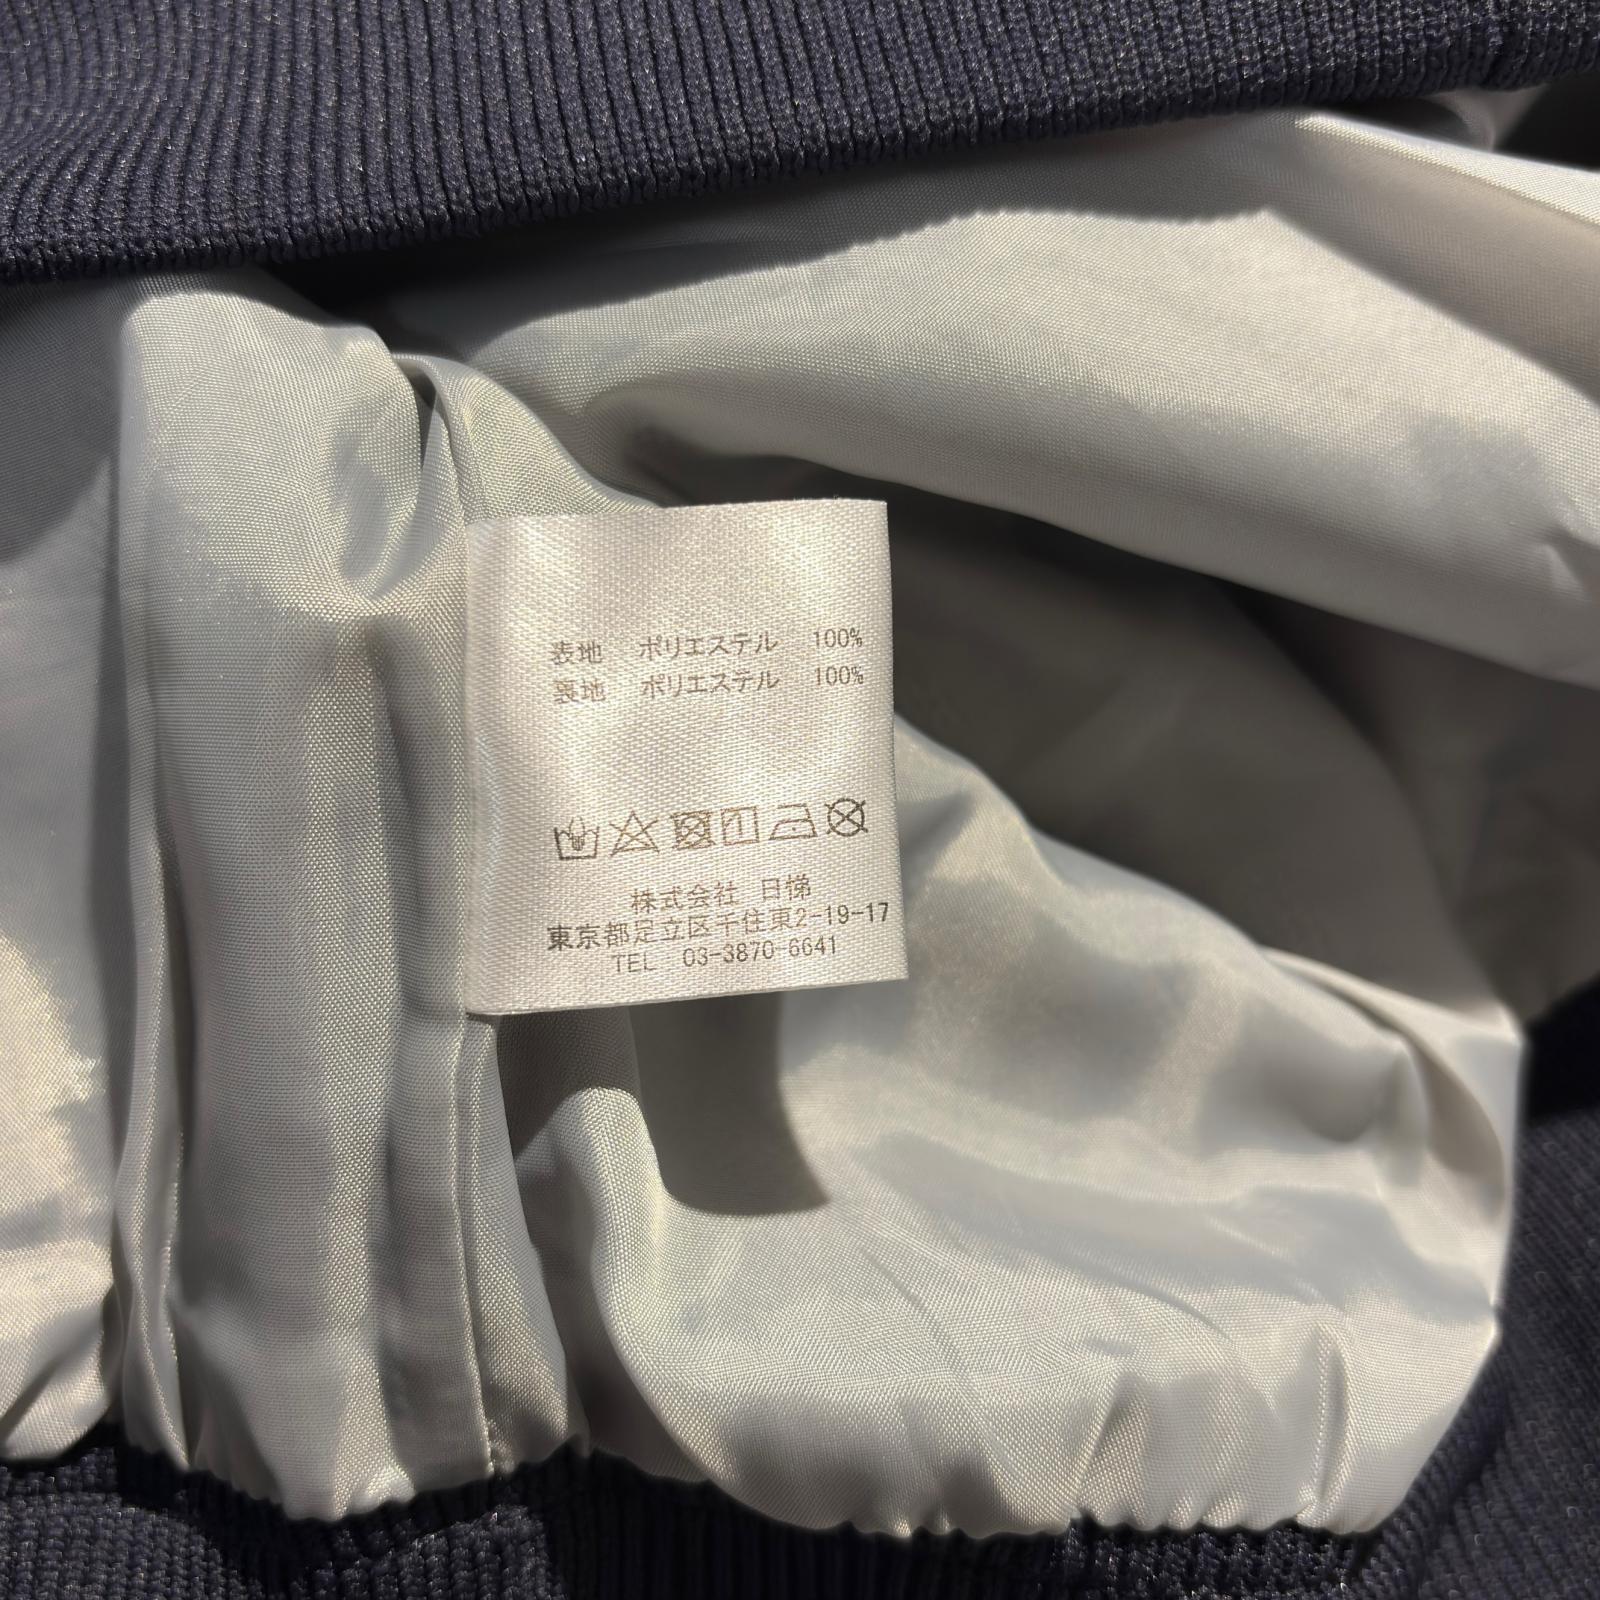 表地 ポリエステル 100%
裏地 ポリエステル 100%
株式会社 日悌
東京都足立区千住東2-19-17
TEL 03-3870-6641